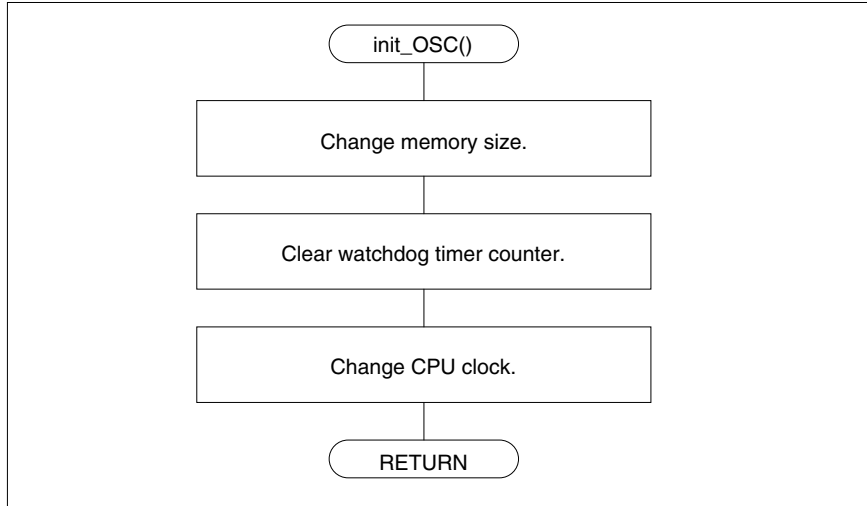 init_OSC()
Change memory size.
Clear watchdog timer counter.
Change CPU clock.
RETURN